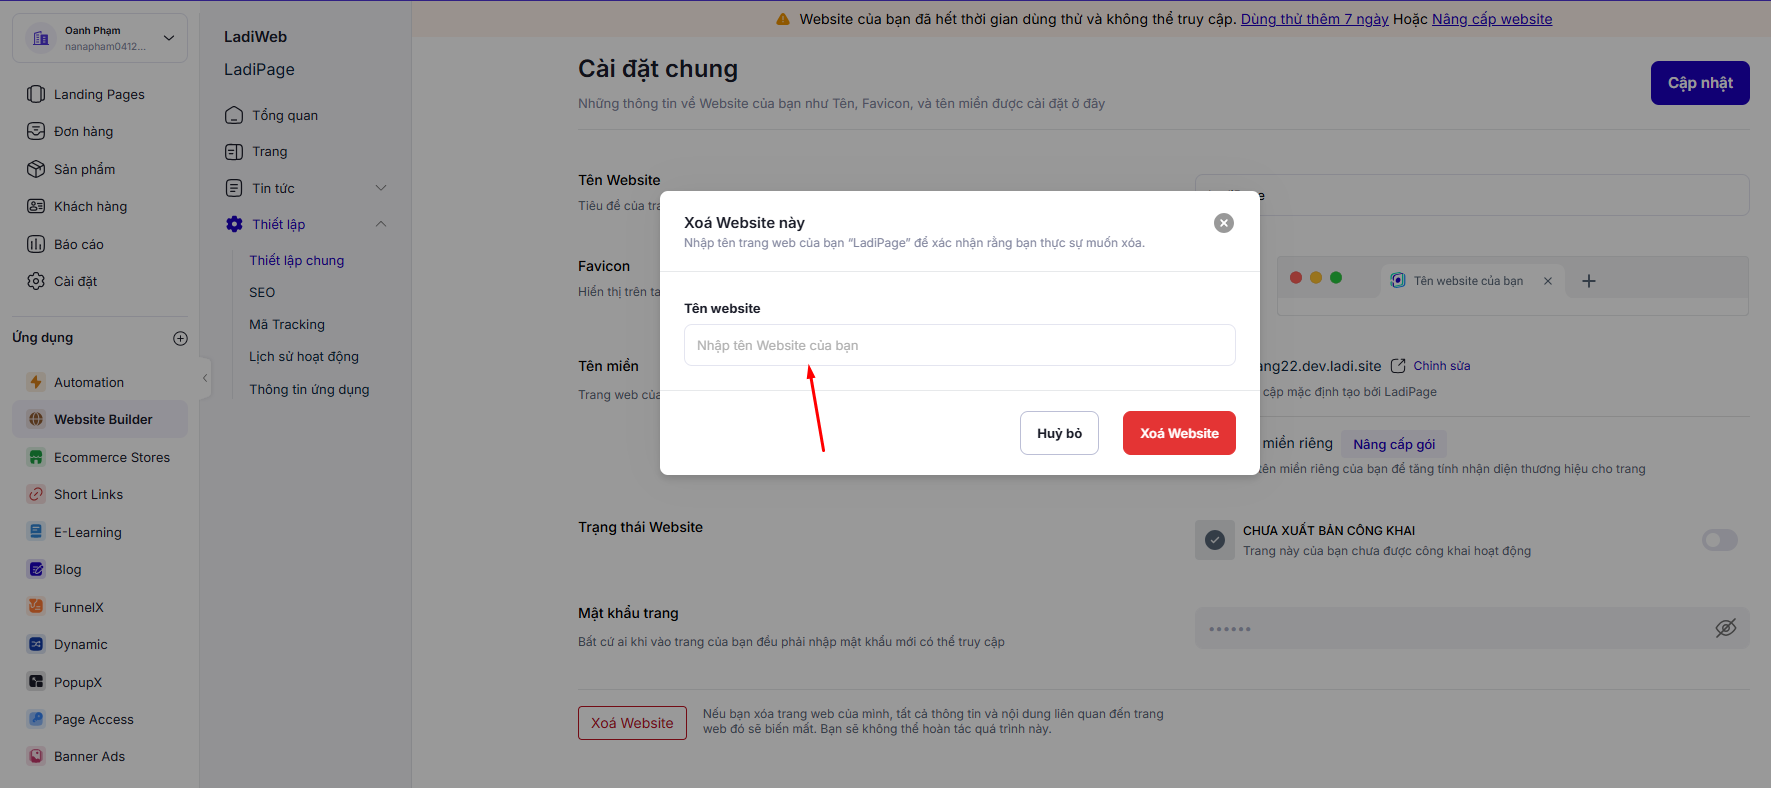 Website của bạn đã hết thời gian dùng thử và không thể truy cập. Dùng thử thêm 7 ngày Hoặc Nâng cấp website
Oanh Phạm
nanapham0412...
Landing Pages
Đơn hàng
Sản phẩm
Khách hàng
Báo cáo
Cài đặt
Ứng dụng
Automation
Website Builder
Ecommerce Stores
Short Links
E-Learning
Blog
FunnelX
Dynamic
PopupX
Page Access
Banner Ads
LadiWeb
LadiPage
Tổng quan
Trang
Tin tức
Thiết lập
Thiết lập chung
SEO
Mã Tracking
Lịch sử hoạt động
Thông tin ứng dụng
Cài đặt chung
Những thông tin về Website của bạn như Tên, Favicon, và tên miền được cài đặt ở đây
Cập nhật
Tên Website
Tiêu đề của
Favicon
Hiển thị trên
Tên website của bạn
Tên miền
Trang web của
ang22.dev.ladi.site Chỉnh sửa
cập mặc định tạo bởi LadiPage
miền riêng Nâng cấp gói
tên miền riêng của bạn để tăng tính nhận diện thương hiệu cho trang
Xoá Website này
Nhập tên trang web của bạn “LadiPage” để xác nhận rằng bạn thực sự muốn xóa.
Tên website
Nhập tên Website của bạn
Huỷ bỏ
Xoá Website
Trạng thái Website
CHƯA XUẤT BẢN CÔNG KHAI
Trang này của bạn chưa được công khai hoạt động
Mật khẩu trang
Bất cứ ai khi vào trang của bạn đều phải nhập mật khẩu mới có thể truy cập
••••••
Xoá Website
Nếu bạn xóa trang web của mình, tất cả thông tin và nội dung liên quan đến trang
web đó sẽ biến mất. Bạn sẽ không thể hoàn tác quá trình này.